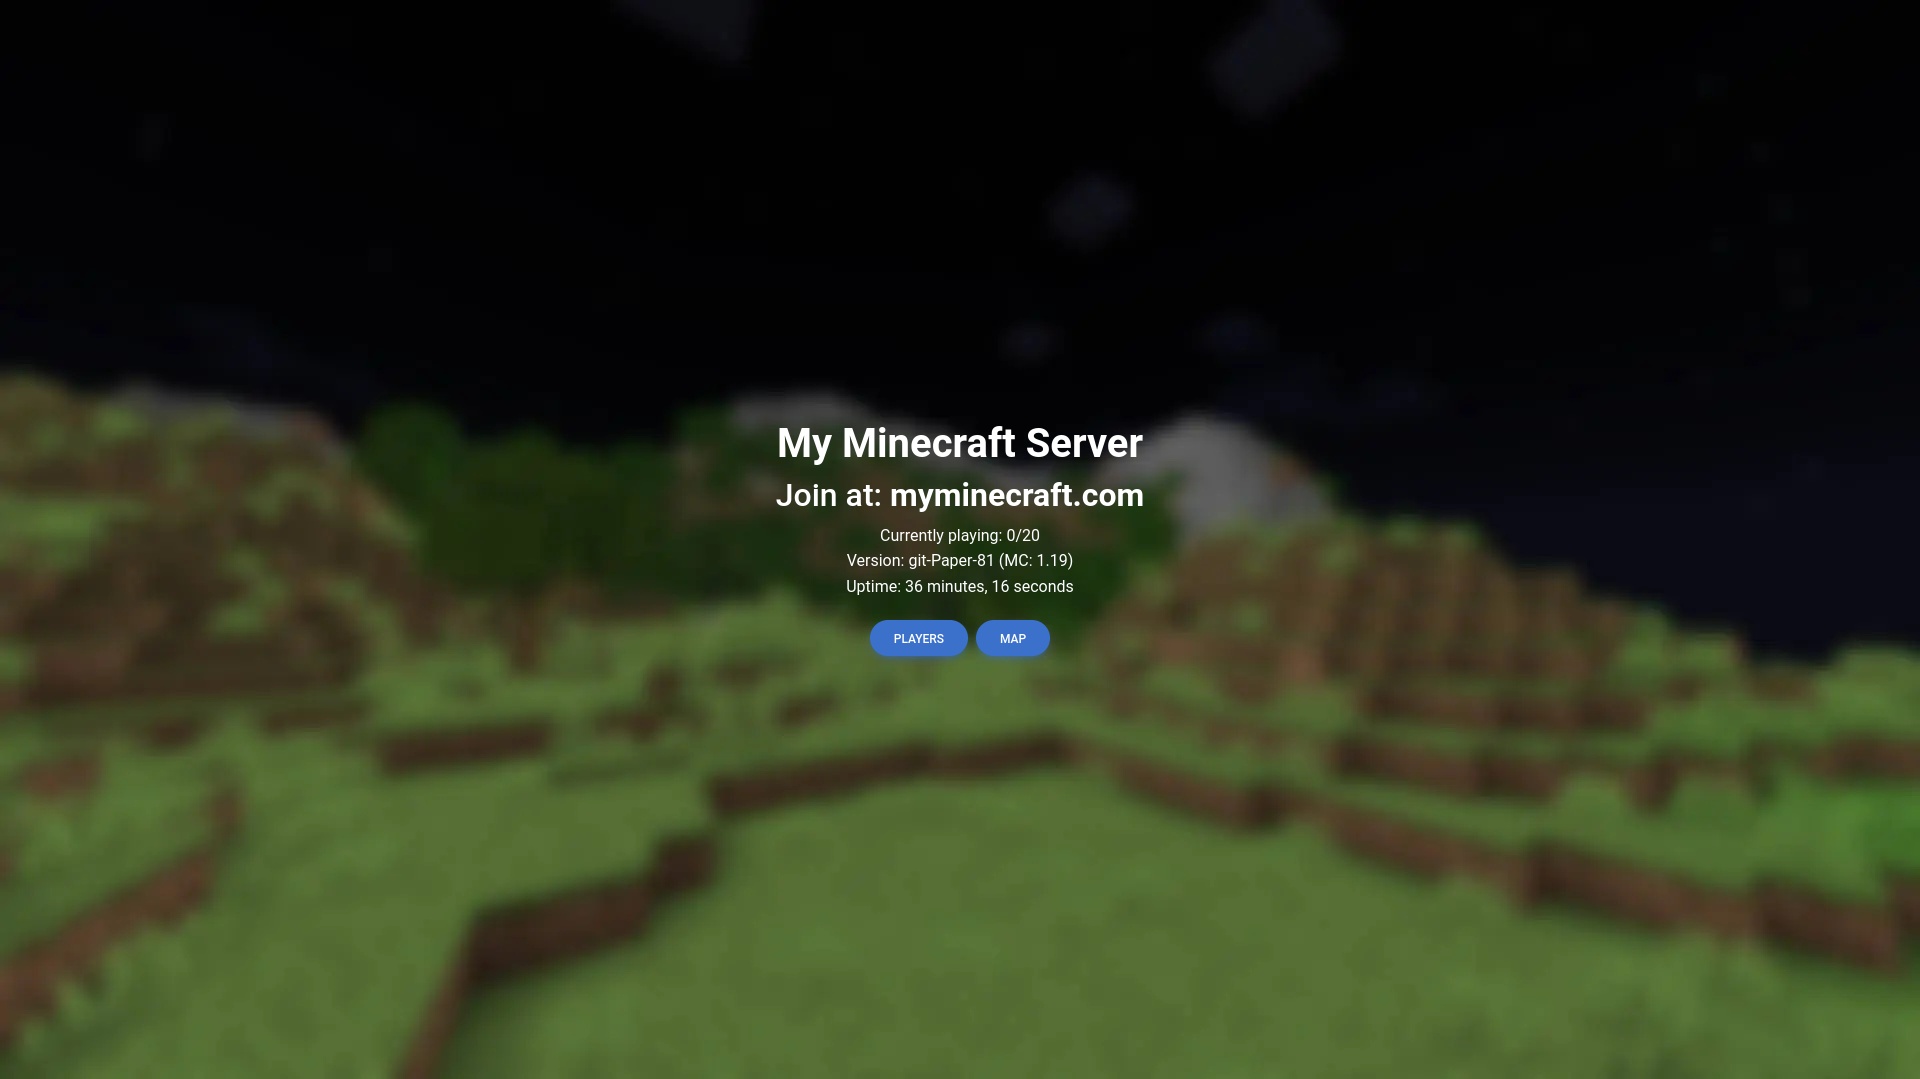 My Minecraft Server
Join at: myminecraft.com
Currently playing: 0/20
Version: git-Paper-81 (MC: 1.19)
Uptime: 36 minutes, 16 seconds
PLAYERS MAP